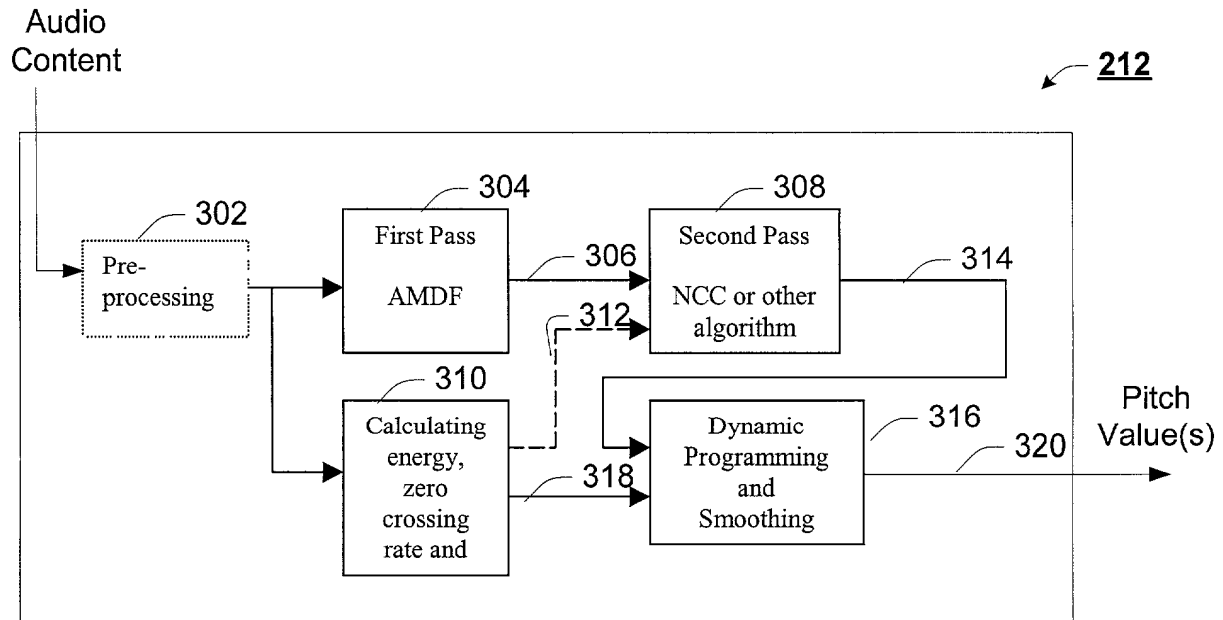 Audio
Content
212
302
Pre-
processing
304
First Pass
AMDF
306
308
Second Pass
NCC or other
algorithm
314
312
310
Calculating
energy,
zero
crossing
rate and
318
Dynamic
Programming
and
Smoothing
316
320
Pitch
Value(s)